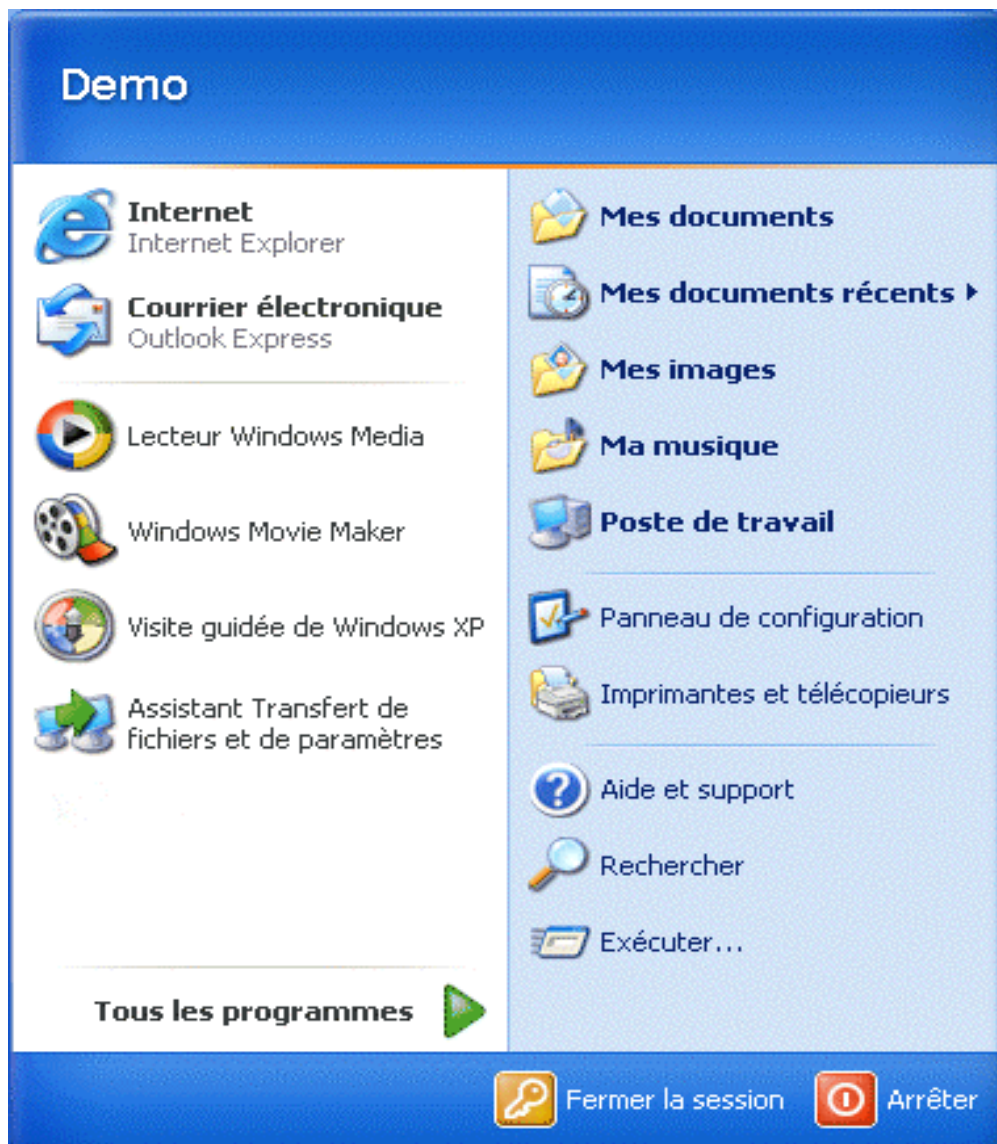 Demo
Internet
Internet Explorer
Courrier électronique
Outlook Express
Lecteur Windows Media
Windows Movie Maker
Visite guidée de Windows XP
Assistant Transfert de
fichiers et de paramètres
Tous les programmes
Mes documents
Mes documents récents
Mes images
Ma musique
Poste de travail
Panneau de configuration
Imprimantes et télécopieurs
Aide et support
Rechercher
Exécuter...
Fermer la session
Arrêter